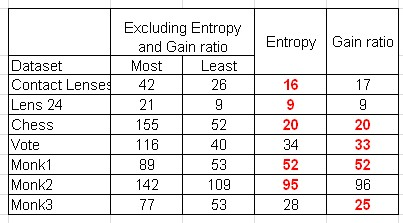 Excluding Entropy and Gain ratio Entropy Gain ratio
Dataset Most Least
Contact Lenses 42 26 16 17
Lens 24 21 9 9 9
Chess 155 52 20 20
Vote 116 40 34 33
Monk1 89 53 52 52
Monk2 142 109 95 96
Monk3 77 53 28 25